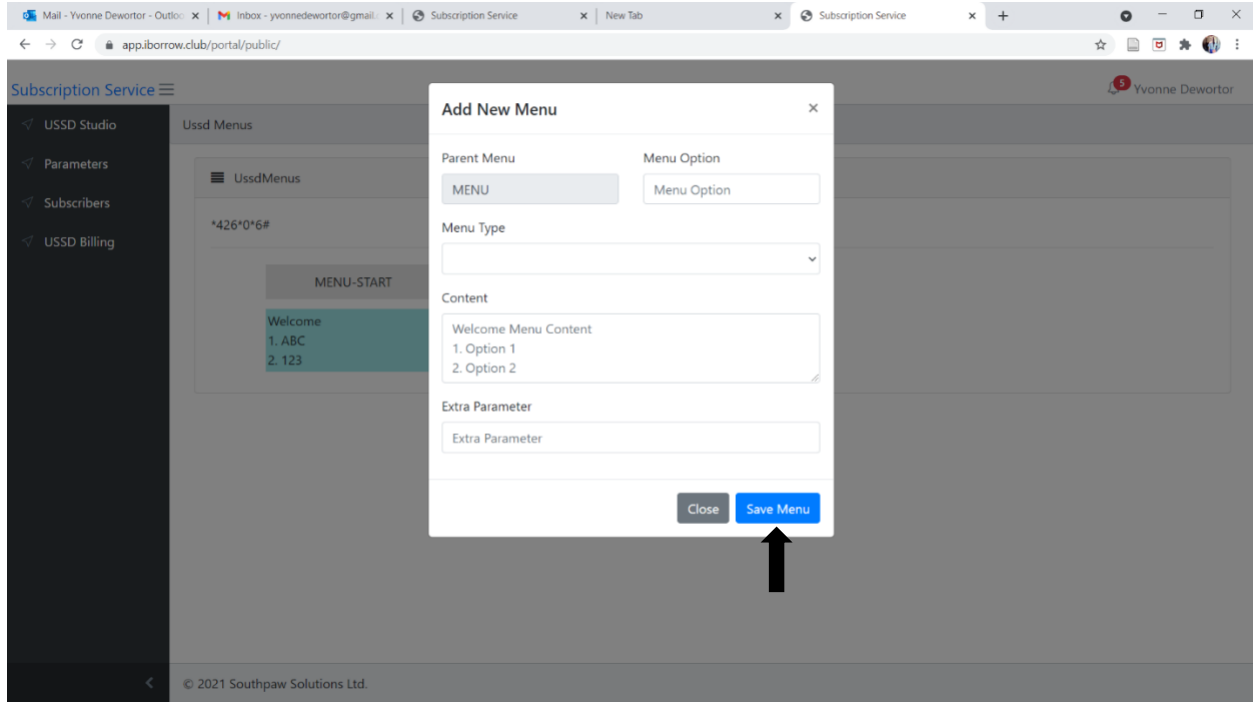 Mail - Yvonne Dewortor - Outloo
Inbox - yvonnedewortor@gmail.c
Subscription Service
New Tab
Subscription Service
app.iborrow.club/portal/public/
Subscription Service
5
Yvonne Dewortor
USSD Studio
Parameters
Subscribers
USSD Billing
Ussd Menus
UssdMenus
*426*0*6#
MENU-START
Welcome
1. ABC
2. 123
Add New Menu
Parent Menu
Menu Option
MENU
Menu Option
Menu Type
Content
Welcome Menu Content
1. Option 1
2. Option 2
Extra Parameter
Extra Parameter
Close
Save Menu
© 2021 Southpaw Solutions Ltd.